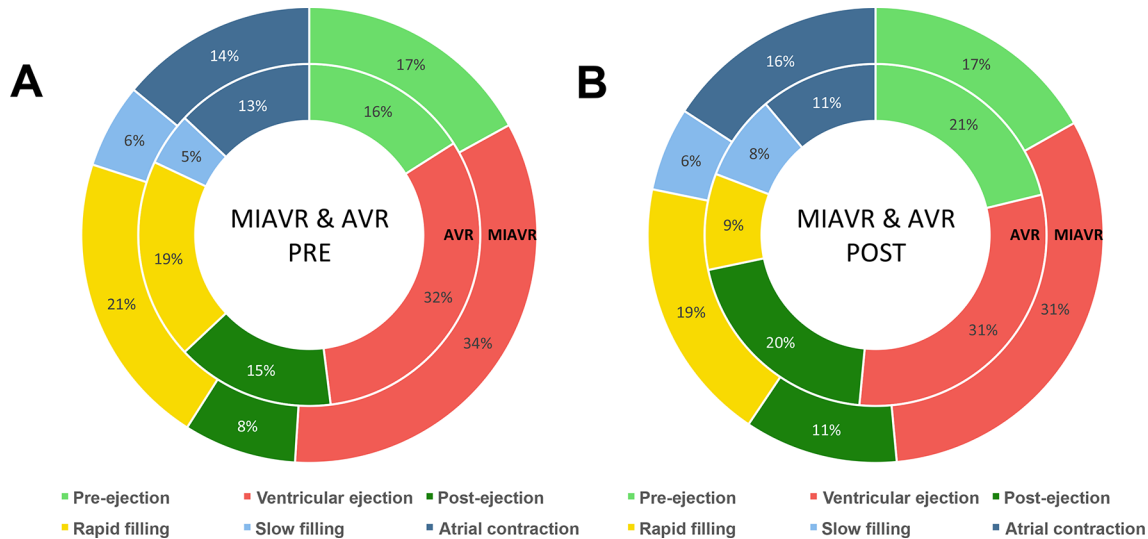 A
14%
17%
13%
16%
6%
5%
MIAVR & AVR
PRE
AVR
MIAVR
19%
32%
21%
34%
15%
8%
Pre-ejection
Ventricular ejection
Post-ejection
Rapid filling
Slow filling
Atrial contraction
B
16%
17%
11%
21%
6%
8%
MIAVR & AVR
POST
AVR
MIAVR
9%
19%
31%
31%
20%
11%
Pre-ejection
Ventricular ejection
Post-ejection
Rapid filling
Slow filling
Atrial contraction